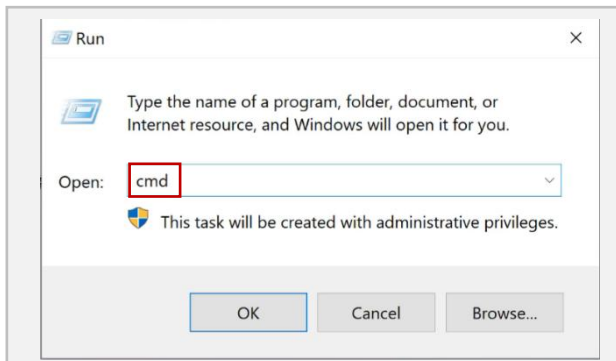 Run
Type the name of a program, folder, document, or
Internet resource, and Windows will open it for you.
Open: cmd
This task will be created with administrative privileges.
OK Cancel Browse...